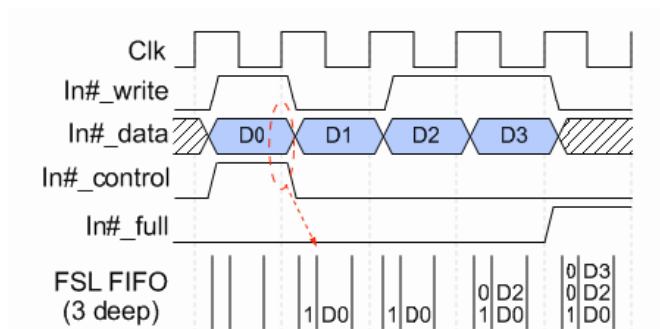 Clk
In#_write
In#_data D0 D1 D2 D3
In#_control
In#_full
FSL FIFO
(3 deep)
1 D0
1 D0
0 D2
1 D0
0 D3
0 D2
1 D0